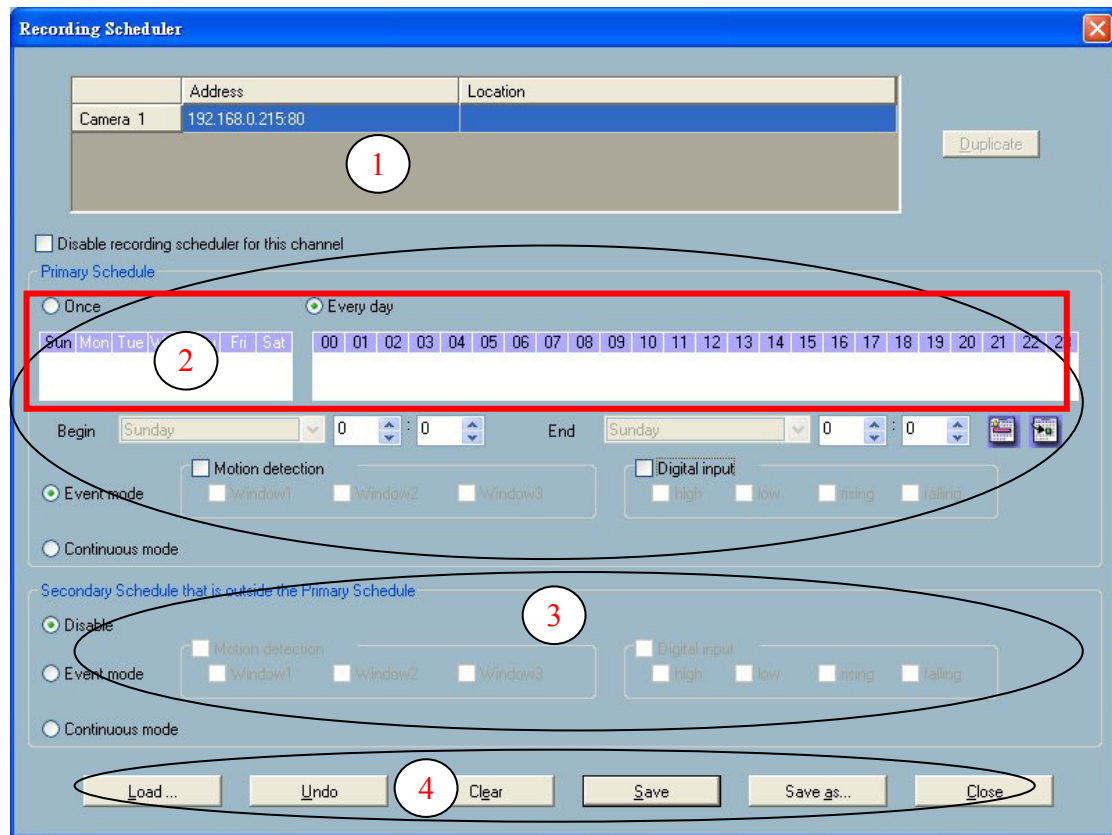 Recording Scheduler
Address Location
Camera 1 192.168.0.215:80
1
Duplicate
Disable recording scheduler for this channel
Primary Schedule
Once Every day
Sun Mon Tue Fri Sat 00 01 02 03 04 05 06 07 08 09 10 11 12 13 14 15 16 17 18 19 20 21 22 23
2
Begin Sunday 0 : 0 End Sunday 0 : 0
Motion detection Digital input
Event mode Window1 Window2 Window3 high low rising falling
Continuous mode
Secondary Schedule that is outside the Primary Schedule
3
Disable
Motion detection Digital input
Event mode Window1 Window2 Window3 high low rising falling
Continuous mode
Load ... Undo 4 Clear Save Save as... Close